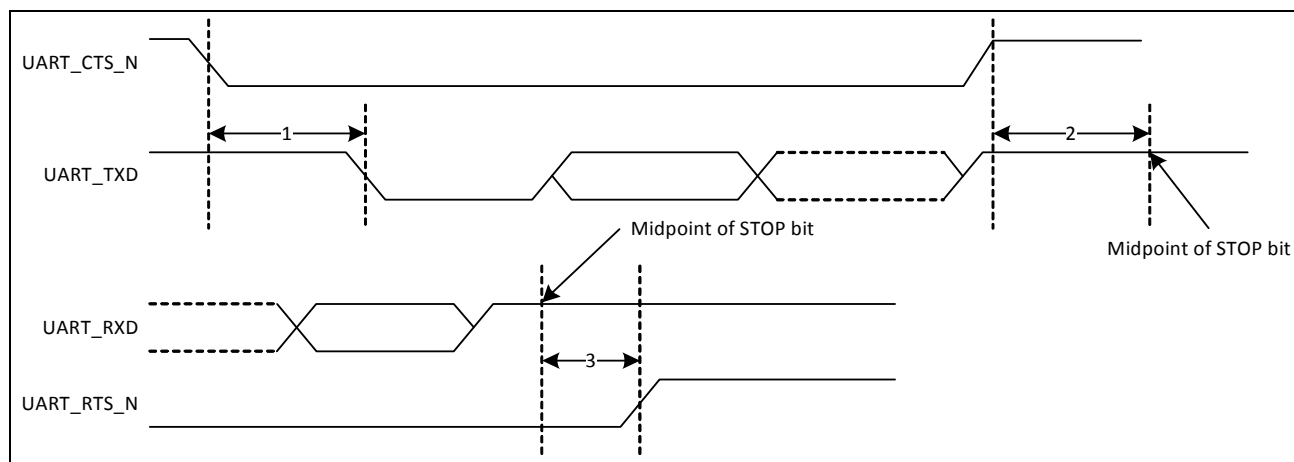 UART_CTS_N
1
2
UART_TXD
Midpoint of STOP bit
Midpoint of STOP bit
UART_RXD
3
UART_RTS_N